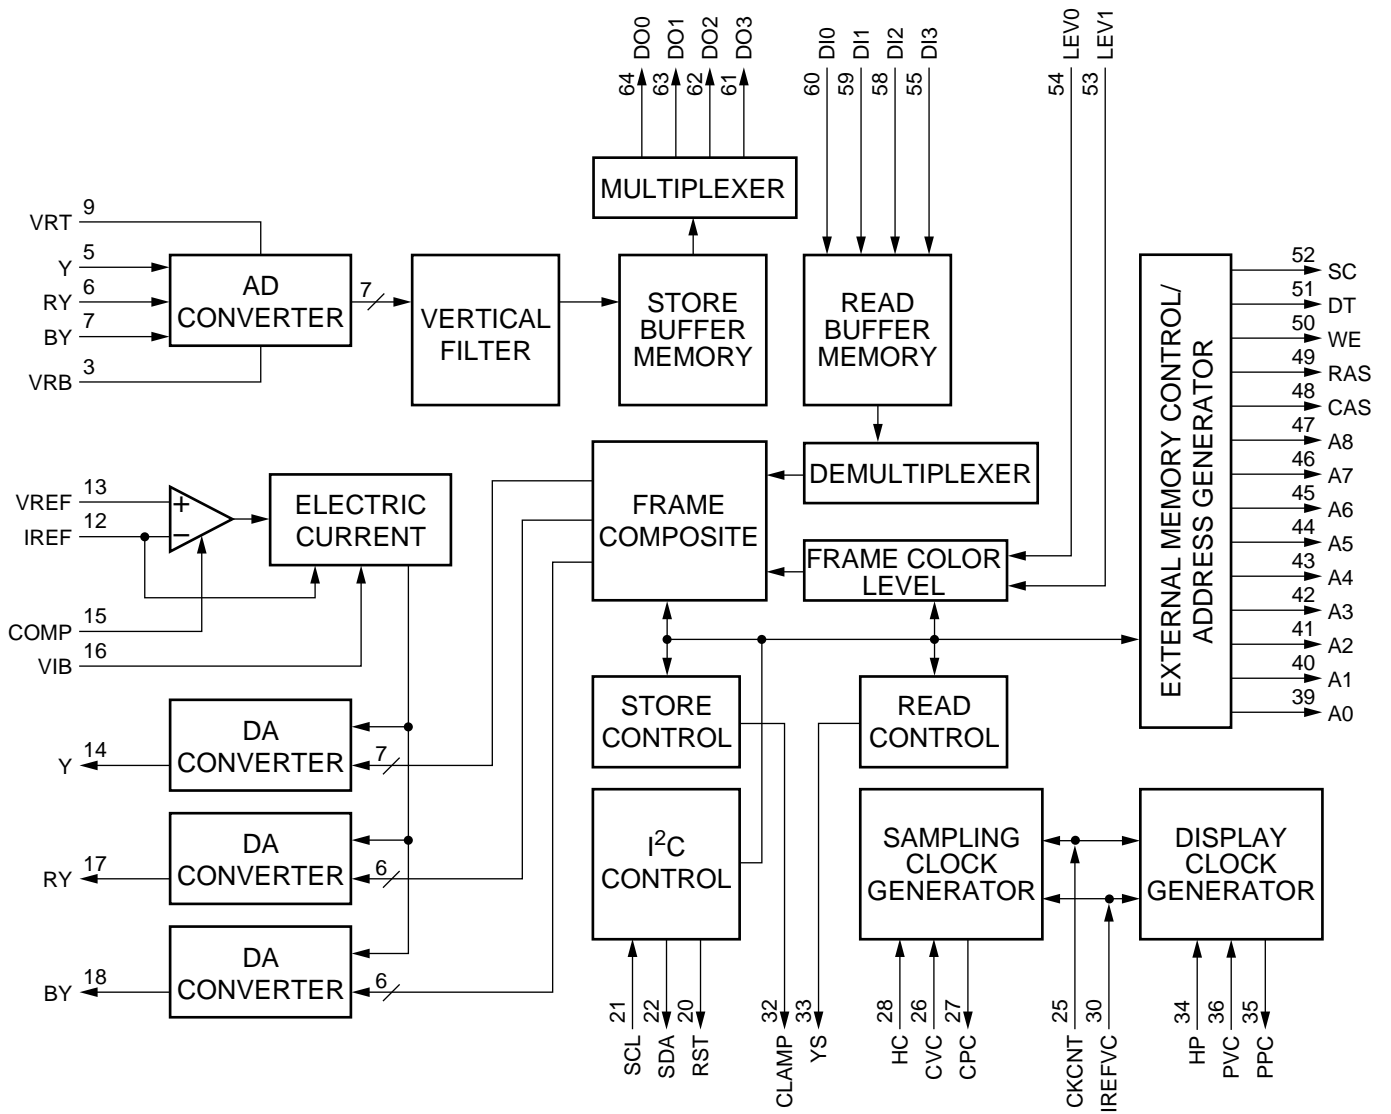 DO0
DO1
DO2
DO3
64
63
62
61
DI0
DI1
DI2
DI3
60
59
58
55
LEV0
LEV1
54
53
MULTIPLEXER
VRT
9
Y
5
RY
6
BY
7
VRB
3
AD
CONVERTER
7
VERTICAL
FILTER
STORE
BUFFER
MEMORY
READ
BUFFER
MEMORY
EXTERNAL MEMORY CONTROL/
ADDRESS GENERATOR
52
SC
51
DT
50
WE
49
RAS
48
CAS
47
A8
46
A7
45
A6
44
A5
43
A4
42
A3
41
A2
40
A1
39
A0
VREF
13
IREF
12
+
−
ELECTRIC
CURRENT
COMP
15
VIB
16
FRAME
COMPOSITE
DEMULTIPLEXER
FRAME COLOR
LEVEL
STORE
CONTROL
READ
CONTROL
DA
CONVERTER
Y
14
7
DA
CONVERTER
RY
17
6
DA
CONVERTER
BY
18
6
I2C
CONTROL
SAMPLING
CLOCK
GENERATOR
DISPLAY
CLOCK
GENERATOR
21
22
20
32
33
28
26
27
25
30
34
36
35
SCL
SDA
RST
CLAMP
YS
HC
CVC
CPC
CKCNT
IREFVC
HP
PVC
PPC